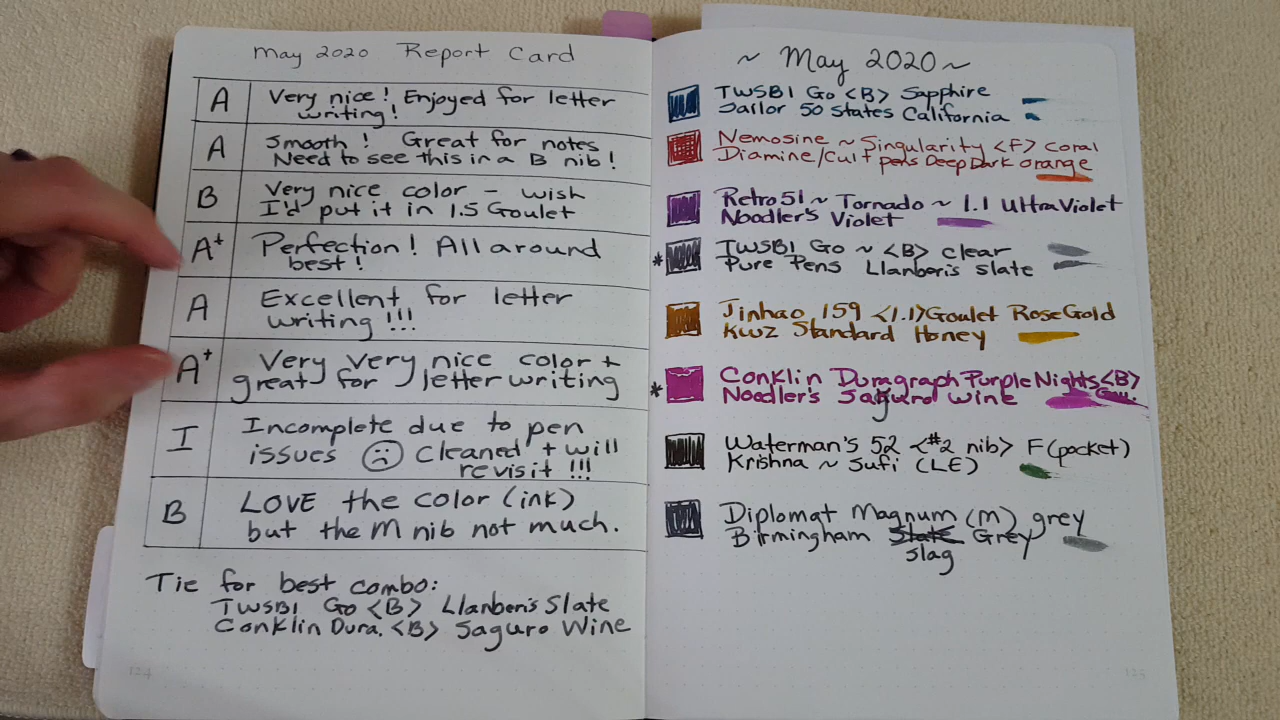 May 2020 Report Card
A Very nice! Enjoyed for letter
writing!
A Smooth! Great for notes
Need to see this in a B nib!
B Very nice color - wish
I'd put it in 1.5 Goulet
A+ Perfection! All around
best!
A Excellent for letter
writing!!!
A+ Very very nice color +
great for letter writing
I Incomplete due to pen
issues ☹ Cleaned + will
revisit!!!
B LOVE the color (ink)
but the M nib not much.
Tie for best combo:
TWSBI Go <B> Llanberis Slate
Conklin Dura. <B> Saguro Wine
124
~ May 2020 ~
TWSBI Go <B> Sapphire
Sailor 50 States California
Nemosine ~ Singularity <F> coral
Diamine/Cult pens Deep Dark orange
Retro51 ~ Tornado ~ 1.1 UltraViolet
Noodler's Violet
* TWSBI Go ~ <B> clear
Pure Pens Llanberis slate
Jinhao 159 <1.1> Goulet Rose Gold
KWZ Standard Honey
* Conklin Duragraph Purple Nights <B>
Noodler's Saguro wine Gou.
Waterman's 52 <#2 nib> F (pocket)
Krishna ~ Sufi (LE)
Diplomat Magnum (M) grey
Birmingham State Grey
slag
125